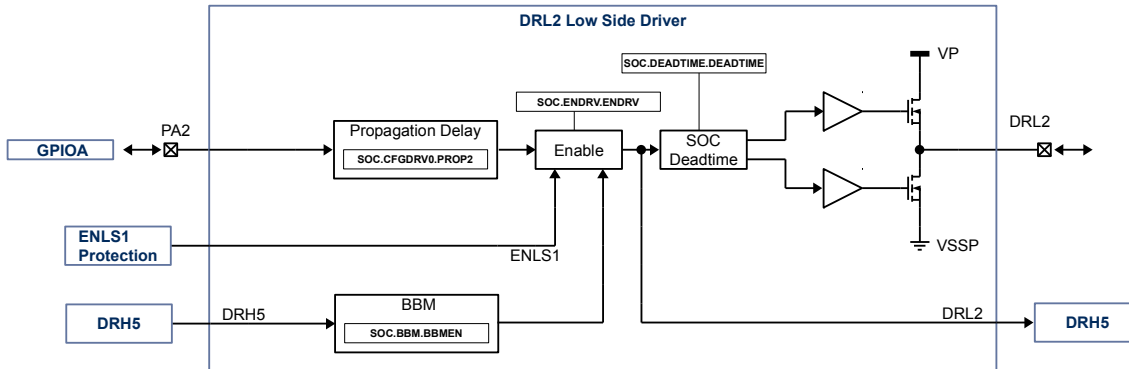 DRL2 Low Side Driver
SOC.DEADTIME.DEADTIME
VP
SOC.ENDRV.ENDRV
PA2
Propagation Delay
DRL2
GPIOA
SOC.CFGDRV0.PROP2
Enable
SOC
Deadtime
ENLS1
Protection
ENLS1
VSSP
BBM
DRH5
DRH5
DRL2
DRH5
SOC.BBM.BBMEN